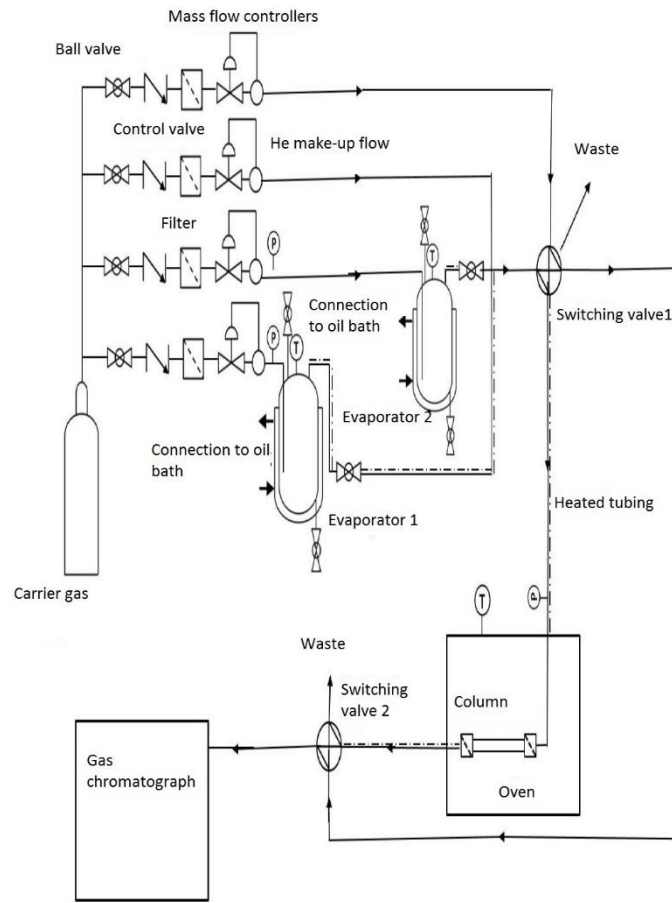 Mass flow controllers
Ball valve
Control valve
He make-up flow
Waste
Filter
P
T
Connection
to oil bath
Switching valve1
P
T
Evaporator 2
Connection to oil
bath
Evaporator 1
Heated tubing
Carrier gas
T
P
Waste
Switching
valve 2
Column
Gas
chromatograph
Oven